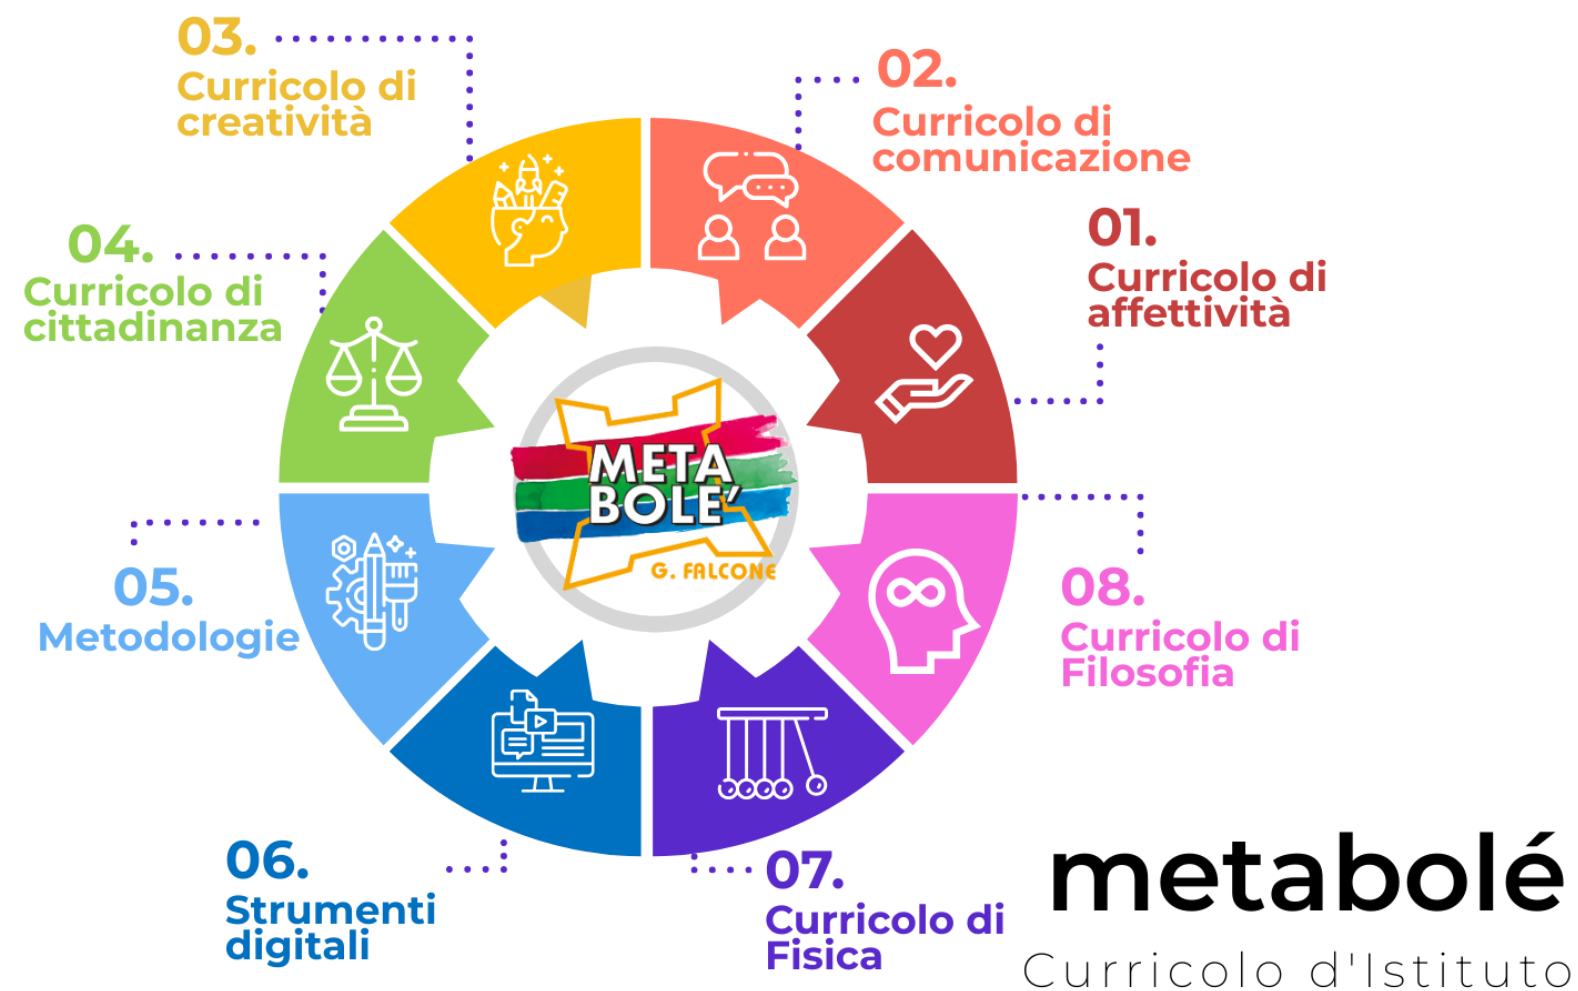 03.
Curricolo di
creatività
02.
Curricolo di
comunicazione
01.
Curricolo di
affettività
04.
Curricolo di
cittadinanza
META
BOLE’
G. FALCONE
05.
Metodologie
08.
Curricolo di
Filosofia
06.
Strumenti
digitali
07.
Curricolo di
Fisica
metabolé
Curricolo d'Istituto